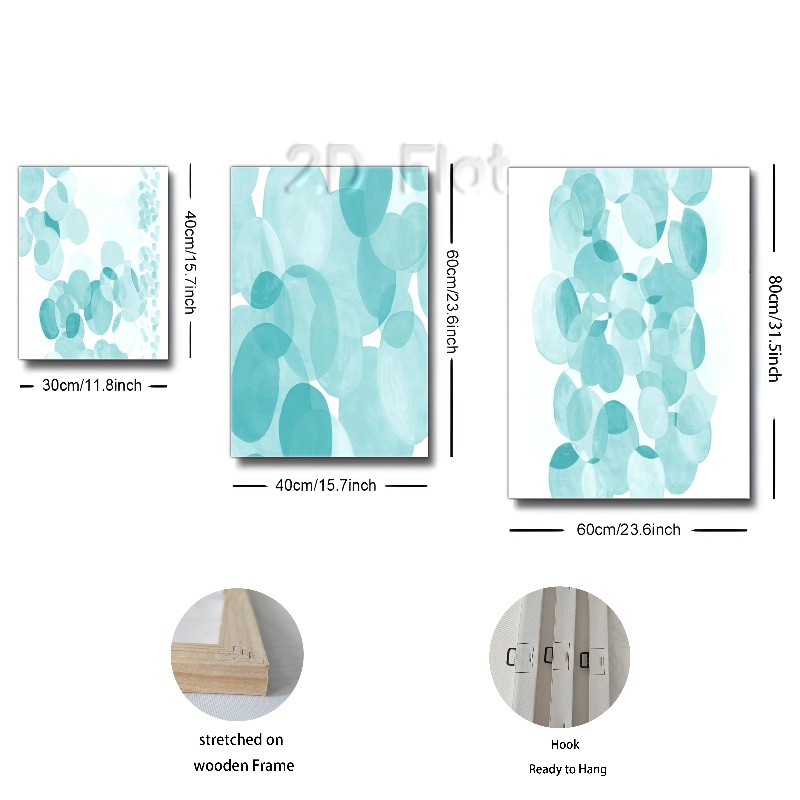 2D Flat
40cm/15.7inch
60cm/23.6inch
80cm/31.5inch
30cm/11.8inch
40cm/15.7inch
60cm/23.6inch
stretched on
wooden Frame
Hook
Ready to Hang